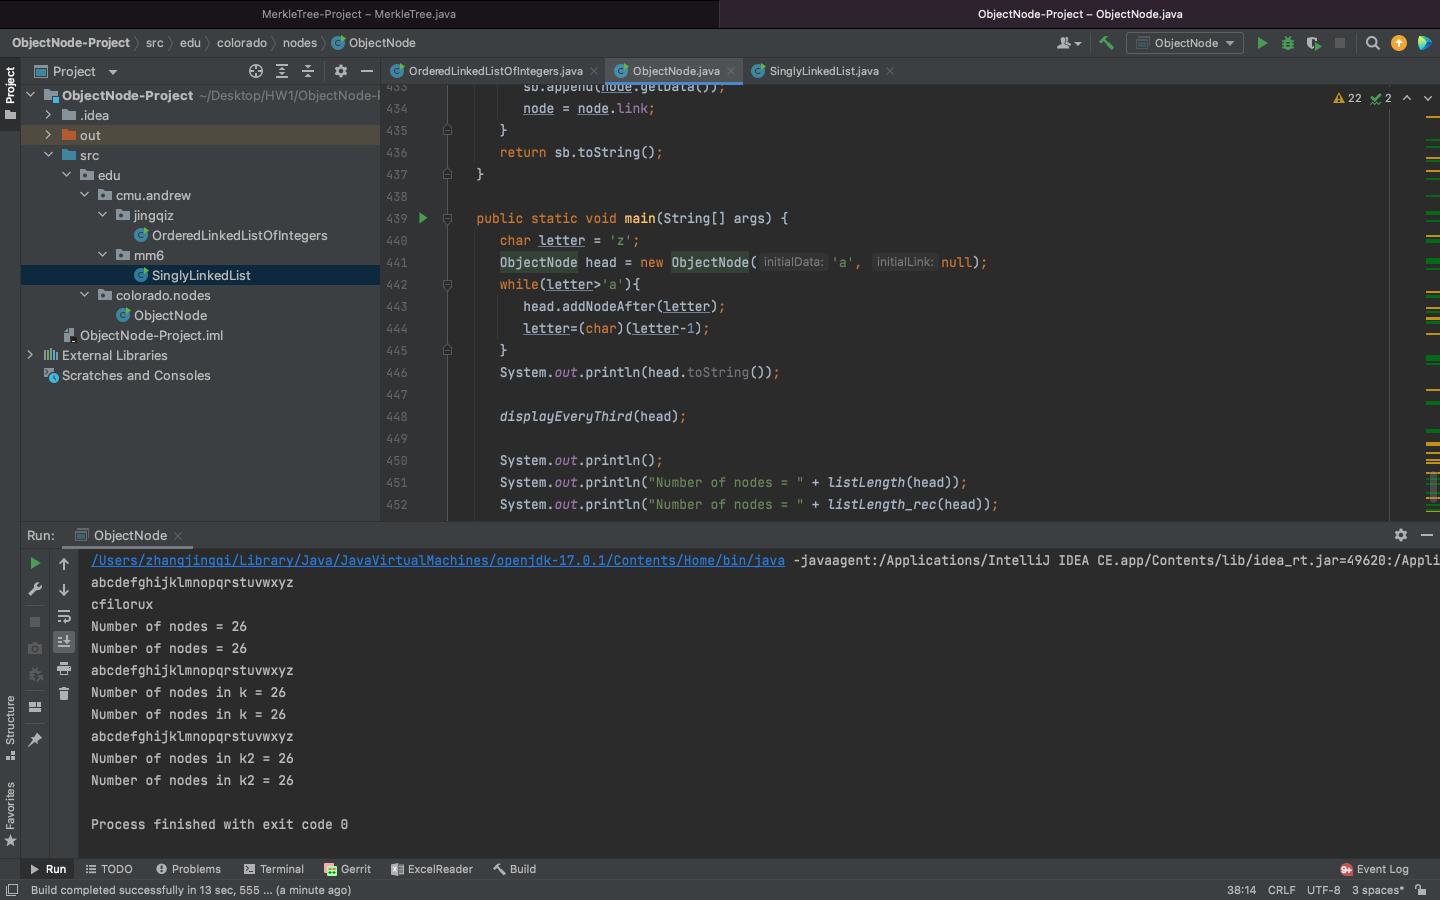 MerkleTree-Project – MerkleTree.java
ObjectNode-Project – ObjectNode.java
ObjectNode-Project src edu colorado nodes ObjectNode
ObjectNode
Project
Project
OrderedLinkedListOfIntegers.java
ObjectNode.java
SinglyLinkedList.java
ObjectNode-Project ~/Desktop/HW1/ObjectNode-
.idea
out
src
edu
cmu.andrew
jingqiz
OrderedLinkedListOfIntegers
mm6
SinglyLinkedList
colorado.nodes
ObjectNode
ObjectNode-Project.iml
External Libraries
Scratches and Consoles
22 2
433 sb.append(node.getData());
434 node = node.link;
435 }
436 return sb.toString();
437 }
438
439 public static void main(String[] args) {
440 char letter = 'z';
441 ObjectNode head = new ObjectNode( initialData: 'a', initialLink: null);
442 while(letter>'a'){
443 head.addNodeAfter(letter);
444 letter=(char)(letter-1);
445 }
446 System.out.println(head.toString());
447
448 displayEveryThird(head);
449
450 System.out.println();
451 System.out.println("Number of nodes = " + listLength(head));
452 System.out.println("Number of nodes = " + listLength_rec(head));
Run: ObjectNode
/Users/zhangjingqi/Library/Java/JavaVirtualMachines/openjdk-17.0.1/Contents/Home/bin/java -javaagent:/Applications/IntelliJ IDEA CE.app/Contents/lib/idea_rt.jar=49620:/Appli
abcdefghijklmnopqrstuvwxyz
cfilorux
Number of nodes = 26
Number of nodes = 26
abcdefghijklmnopqrstuvwxyz
Number of nodes in k = 26
Number of nodes in k = 26
abcdefghijklmnopqrstuvwxyz
Number of nodes in k2 = 26
Number of nodes in k2 = 26
Process finished with exit code 0
Structure
Favorites
Run TODO Problems Terminal Gerrit ExcelReader Build
9+ Event Log
Build completed successfully in 13 sec, 555 ... (a minute ago)
38:14 CRLF UTF-8 3 spaces*